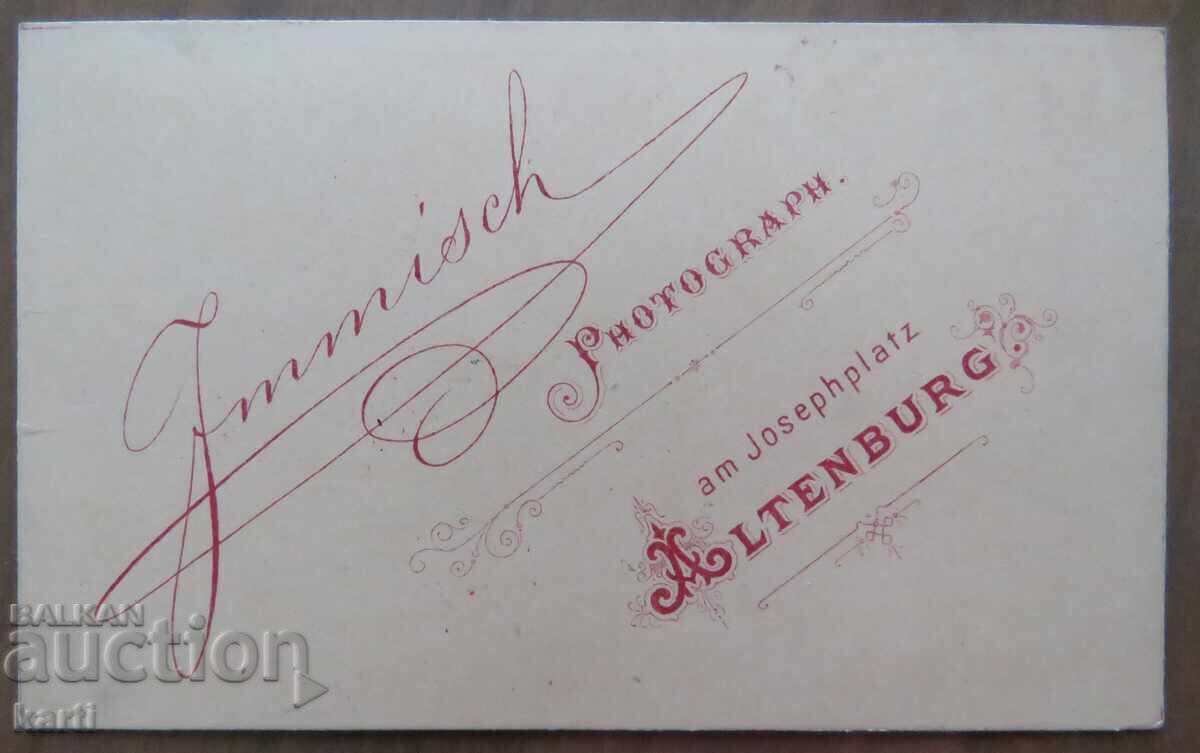 Immisch
PHOTOGRAPH.
am Josephplatz
ALTENBURG
BALKAN
auction
karti